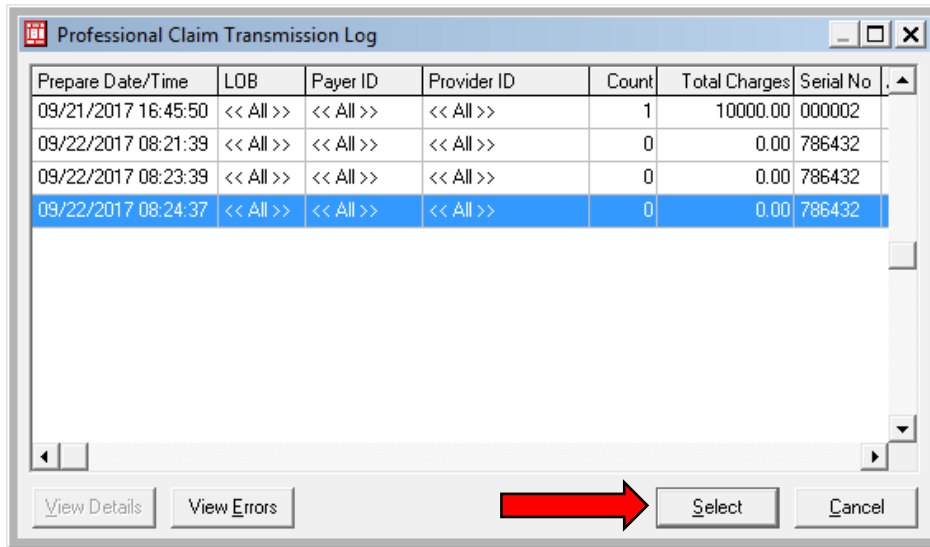 Professional Claim Transmission Log
Prepare Date/Time LOB Payer ID Provider ID Count Total Charges Serial No
09/21/2017 16:45:50 << All >> << All >> << All >> 1 10000.00 000002
09/22/2017 08:21:39 << All >> << All >> << All >> 0 0.00 786432
09/22/2017 08:23:39 << All >> << All >> << All >> 0 0.00 786432
09/22/2017 08:24:37 << All >> << All >> << All >> 0 0.00 786432
View Details View Errors Select Cancel